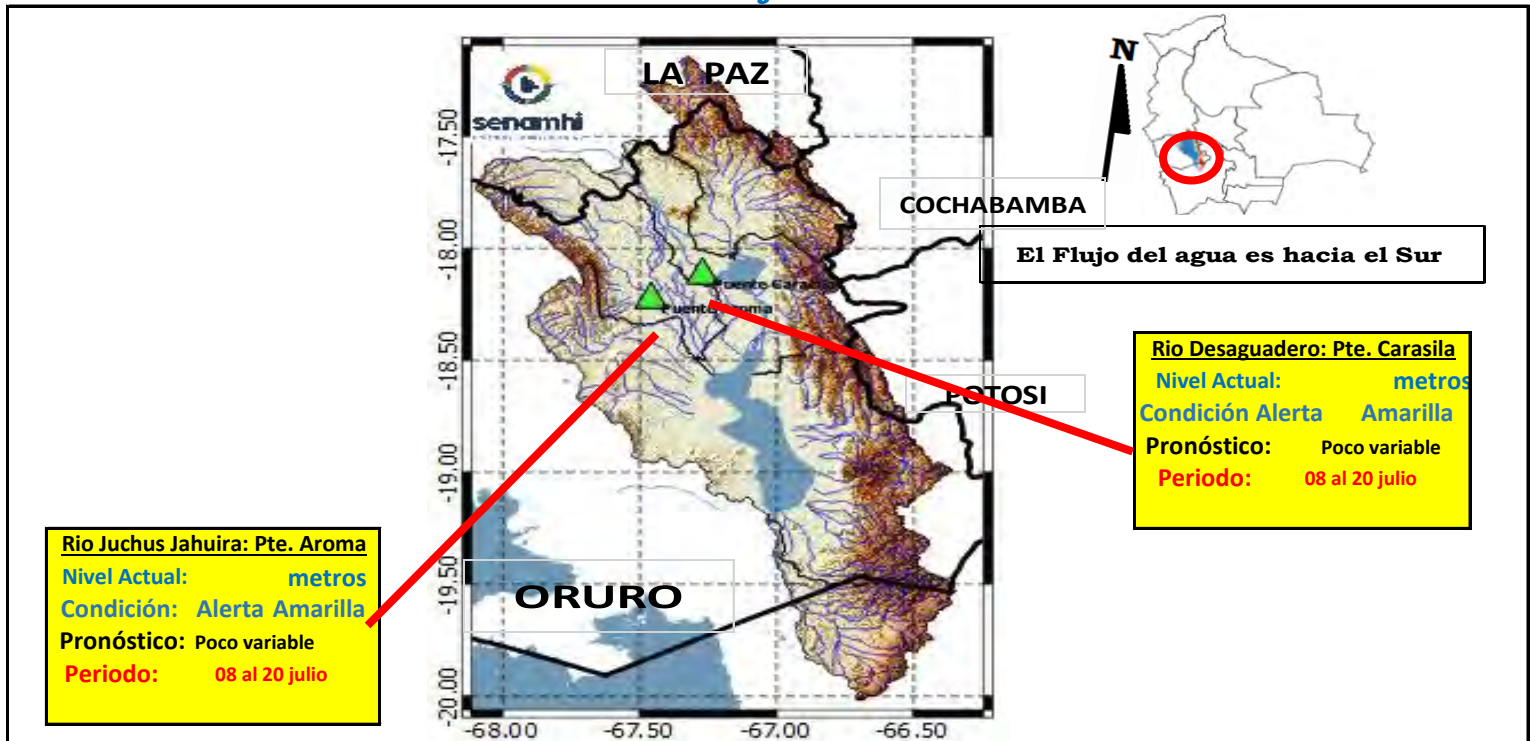 LA PAZ
senamhi
N
COCHABAMBA
El Flujo del agua es hacia el Sur
-17.50
-18.00
-18.50
-19.00
-19.50
-20.00
-68.00
-67.50
-67.00
-66.50
Puente
Puente
POTOSI
ORURO
Rio Desaguadero: Pte. Carasila
Nivel Actual: metros
Condición Alerta Amarilla
Pronóstico: Poco variable
Periodo: 08 al 20 julio
Rio Juchus Jahuira: Pte. Aroma
Nivel Actual: metros
Condición: Alerta Amarilla
Pronóstico: Poco variable
Periodo: 08 al 20 julio